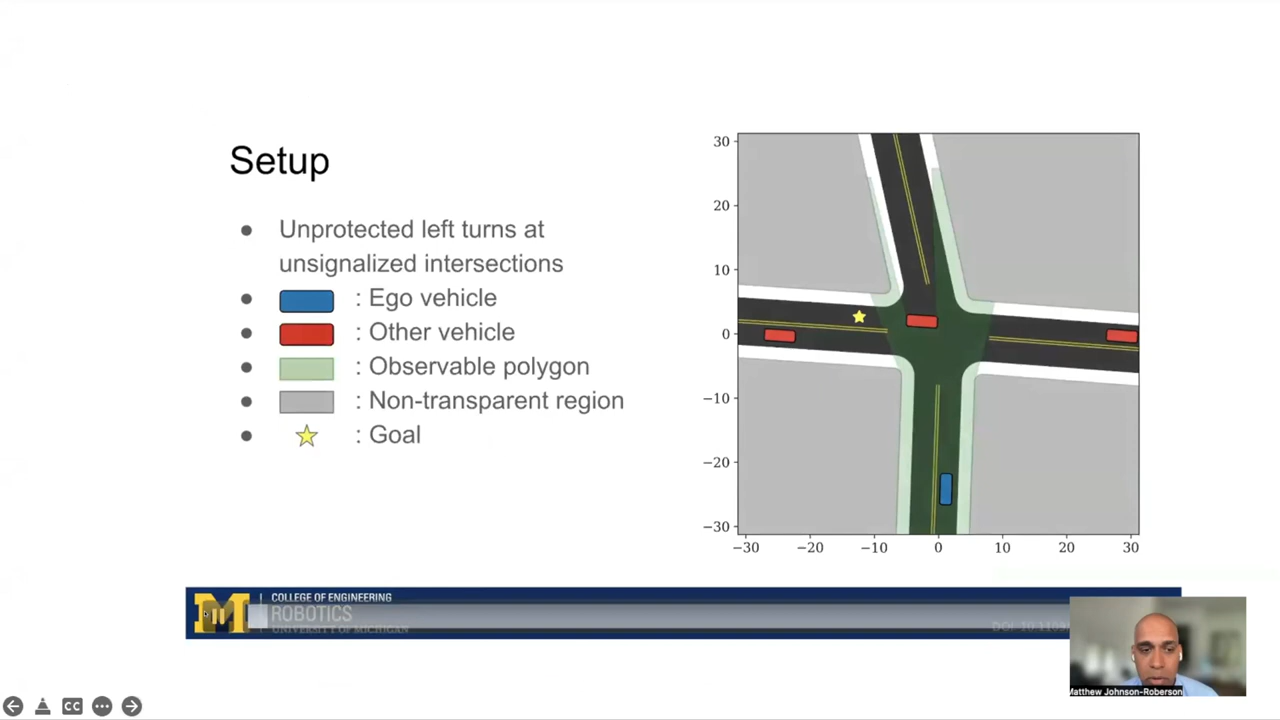 Setup
Unprotected left turns at
unsignalized intersections
: Ego vehicle
: Other vehicle
: Observable polygon
: Non-transparent region
: Goal
30
20
10
0
−10
−20
−30
−30
−20
−10
0
10
20
30
COLLEGE OF ENGINEERING
ROBOTICS
UNIVERSITY OF MICHIGAN
Matthew Johnson-Roberson
CC